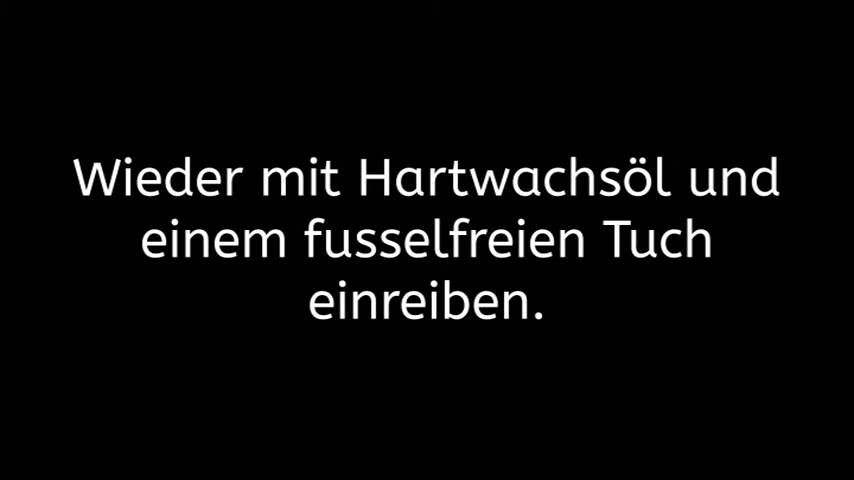 Wieder mit Hartwachsöl und
einem fusselfreien Tuch
einreiben.